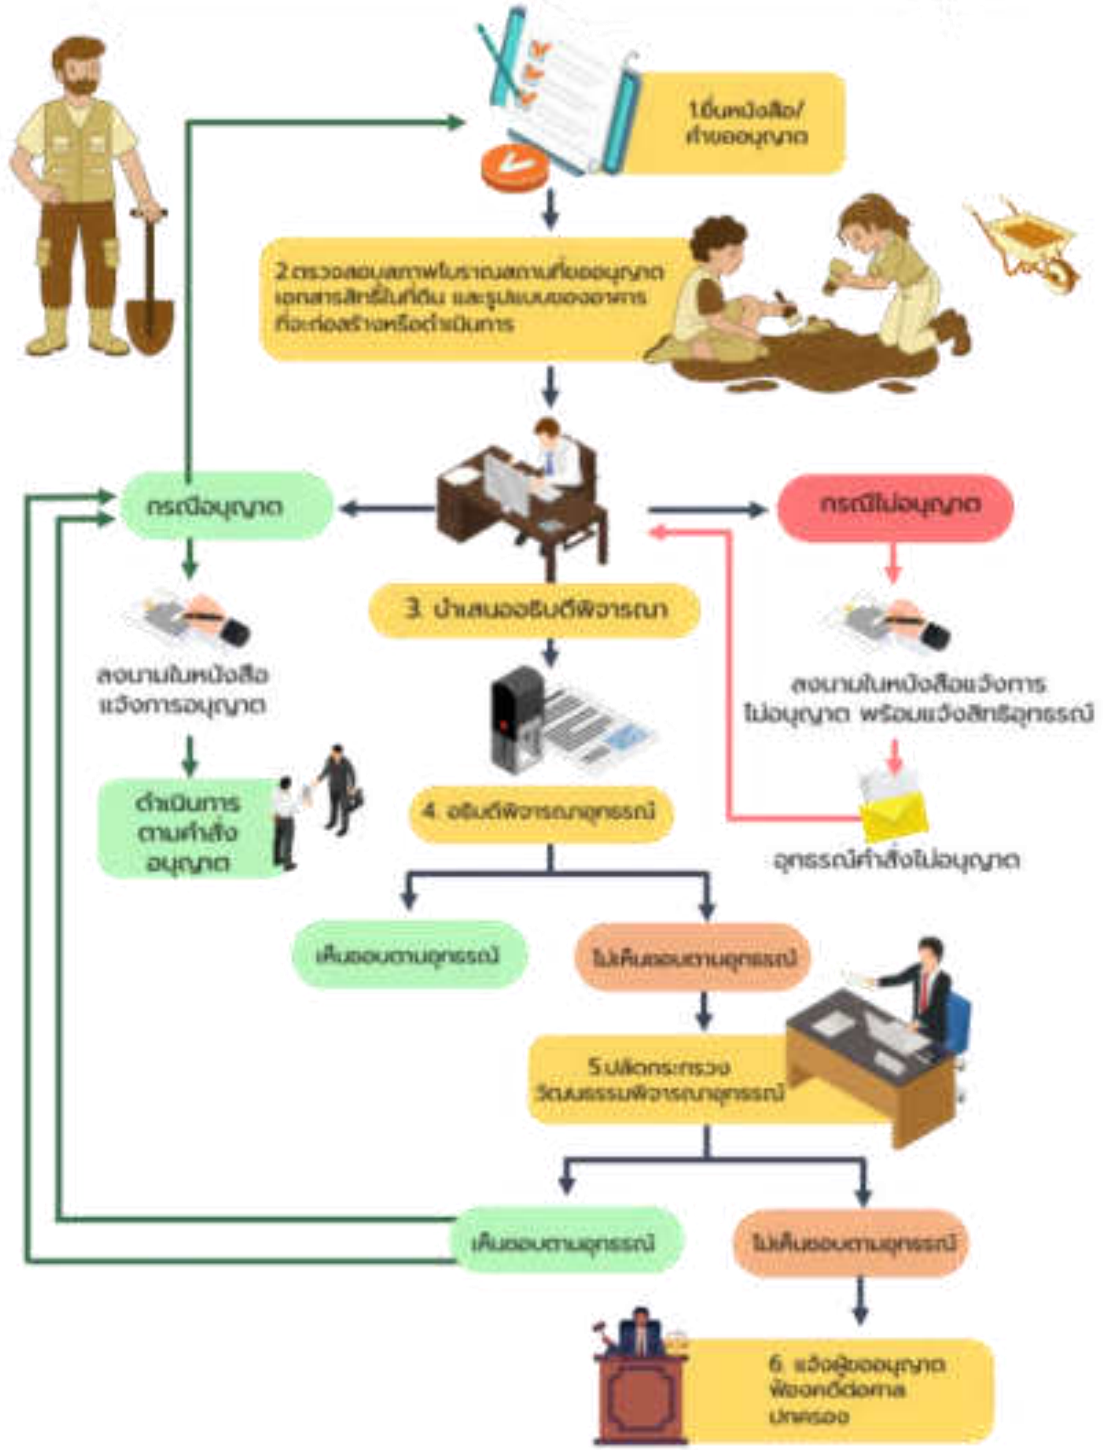 1.ยื่นหนังสือ/
คำขออนุญาต
2.ตรวจสอบสภาพโบราณสถานที่ขออนุญาต
เอกสารสิทธิ์ในที่ดิน และรูปแบบของอาคาร
ที่จะก่อสร้างหรือดำเนินการ
กรณีอนุญาต
กรณีไม่อนุญาต
3. นำเสนออธิบดีพิจารณา
ลงนามในหนังสือ
แจ้งการอนุญาต
ลงนามในหนังสือแจ้งการ
ไม่อนุญาต พร้อมแจ้งสิทธิอุทธรณ์
ดำเนินการ
ตามคำสั่ง
อนุญาต
4. อธิบดีพิจารณาอุทธรณ์
อุทธรณ์คำสั่งไม่อนุญาต
เห็นชอบตามอุทธรณ์
ไม่เห็นชอบตามอุทธรณ์
5.ปลัดกระทรวง
วัฒนธรรมพิจารณาอุทธรณ์
เห็นชอบตามอุทธรณ์
ไม่เห็นชอบตามอุทธรณ์
6. แจ้งผู้ขออนุญาต
ฟ้องคดีต่อศาล
ปกครอง